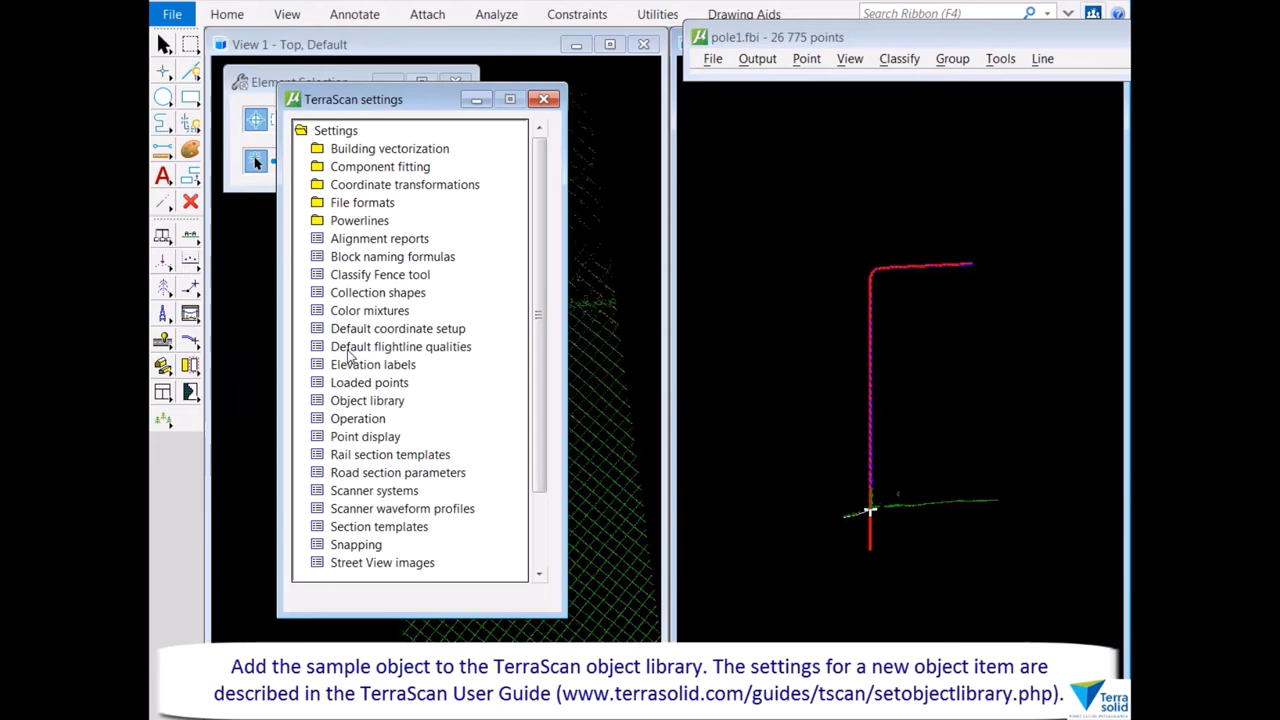 File Home View Annotate Attach Analyze Constraints Utilities Drawing Aids Search Ribbon (F4)
View 1 - Top, Default
pole1.fbi - 26 775 points
File Output Point View Classify Group Tools Line
Element Selection
TerraScan settings
Settings
Building vectorization
Component fitting
Coordinate transformations
File formats
Powerlines
Alignment reports
Block naming formulas
Classify Fence tool
Collection shapes
Color mixtures
Default coordinate setup
Default flightline qualities
Elevation labels
Loaded points
Object library
Operation
Point display
Rail section templates
Road section parameters
Scanner systems
Scanner waveform profiles
Section templates
Snapping
Street View images
Add the sample object to the TerraScan object library. The settings for a new object item are
described in the TerraScan User Guide (www.terrasolid.com/guides/tscan/setobjectlibrary.php).
Terra
solid